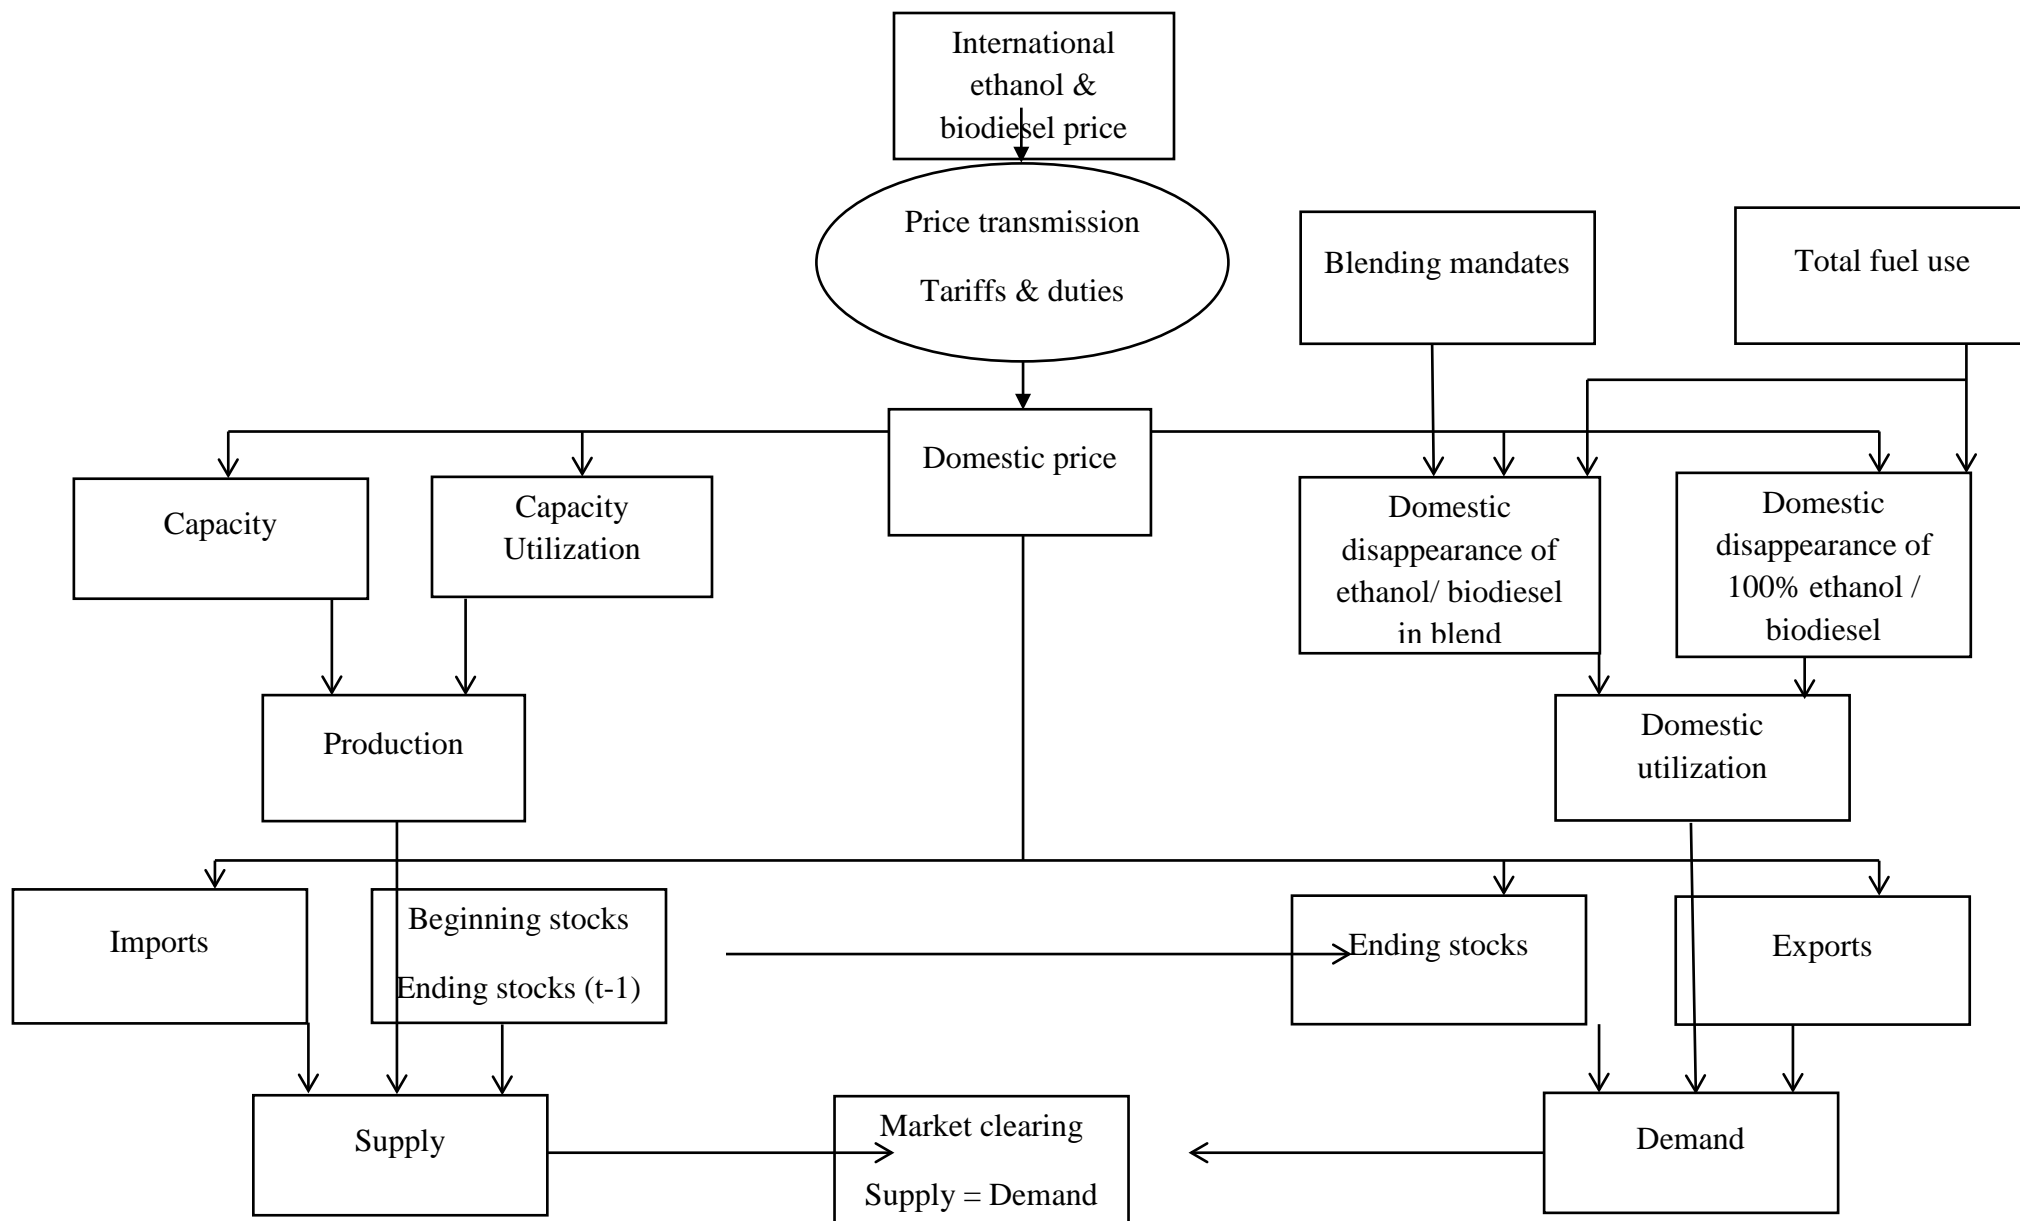 International
ethanol &
biodiesel price
Price transmission
Tariffs & duties
Blending mandates
Total fuel use
Domestic price
Capacity
Capacity
Utilization
Domestic
disappearance of
ethanol/ biodiesel
in blend
Domestic
disappearance of
100% ethanol /
biodiesel
Production
Domestic
utilization
Imports
Beginning stocks
Ending stocks (t-1)
Ending stocks
Exports
Supply
Market clearing
Supply = Demand
Demand